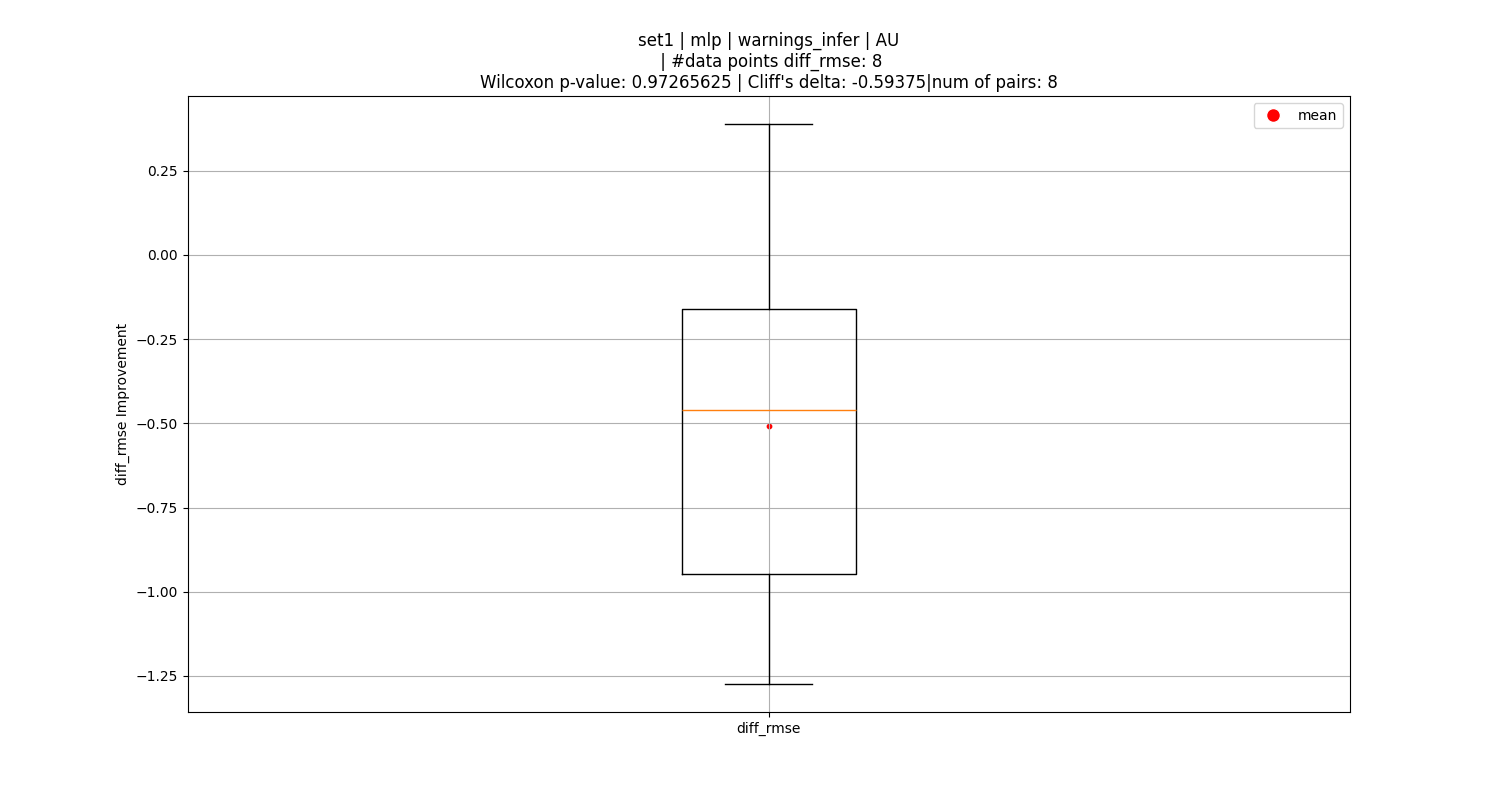 set1 | mlp | warnings_infer | AU
| #data points diff_rmse: 8
Wilcoxon p-value: 0.97265625 | Cliff's delta: -0.59375|num of pairs: 8
mean
0.25
0.00
−0.25
−0.50
−0.75
−1.00
−1.25
diff_rmse Improvement
diff_rmse